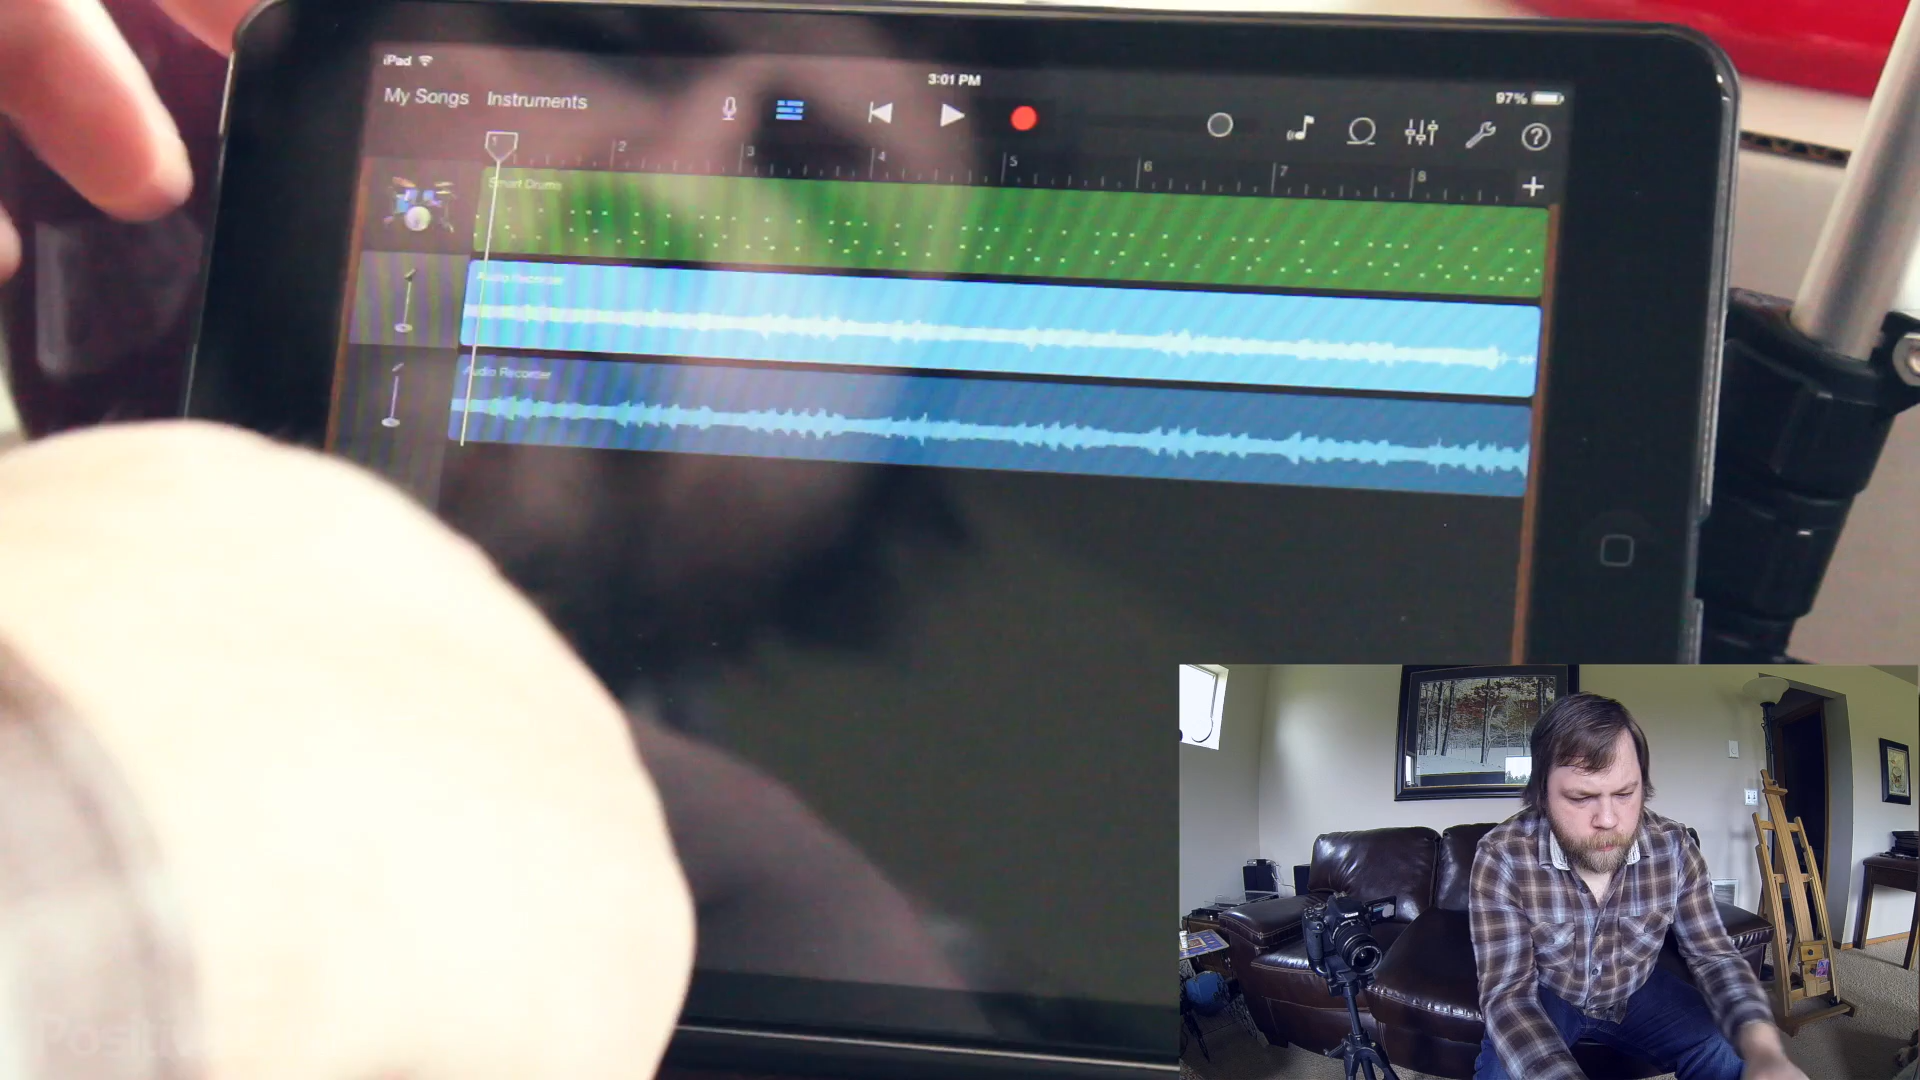 iPad
3:01 PM
97%
My Songs Instruments
1 2 3 4 5 6 7 8
Smart Drums
Audio Recorder
Audio Recorder